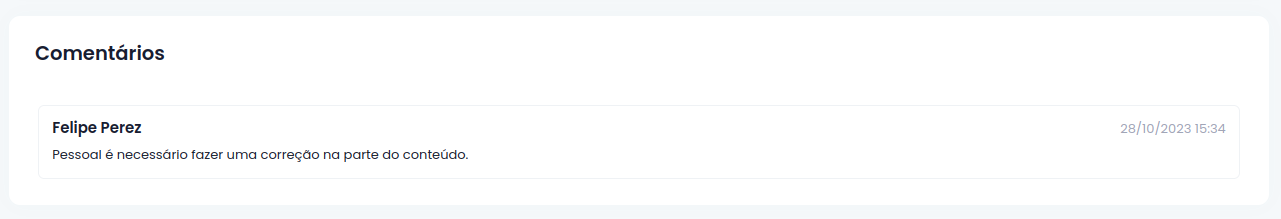 Comentários
Felipe Perez 28/10/2023 15:34
Pessoal é necessário fazer uma correção na parte do conteúdo.